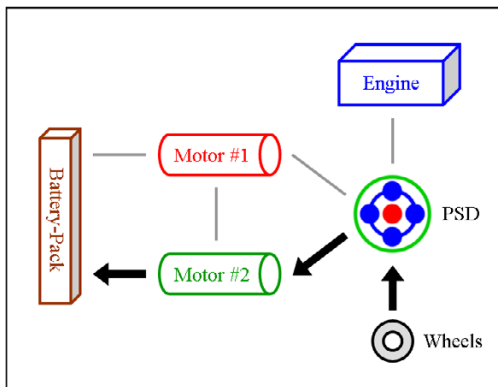 Engine
Motor #1
Battery-Pack
PSD
Motor #2
Wheels